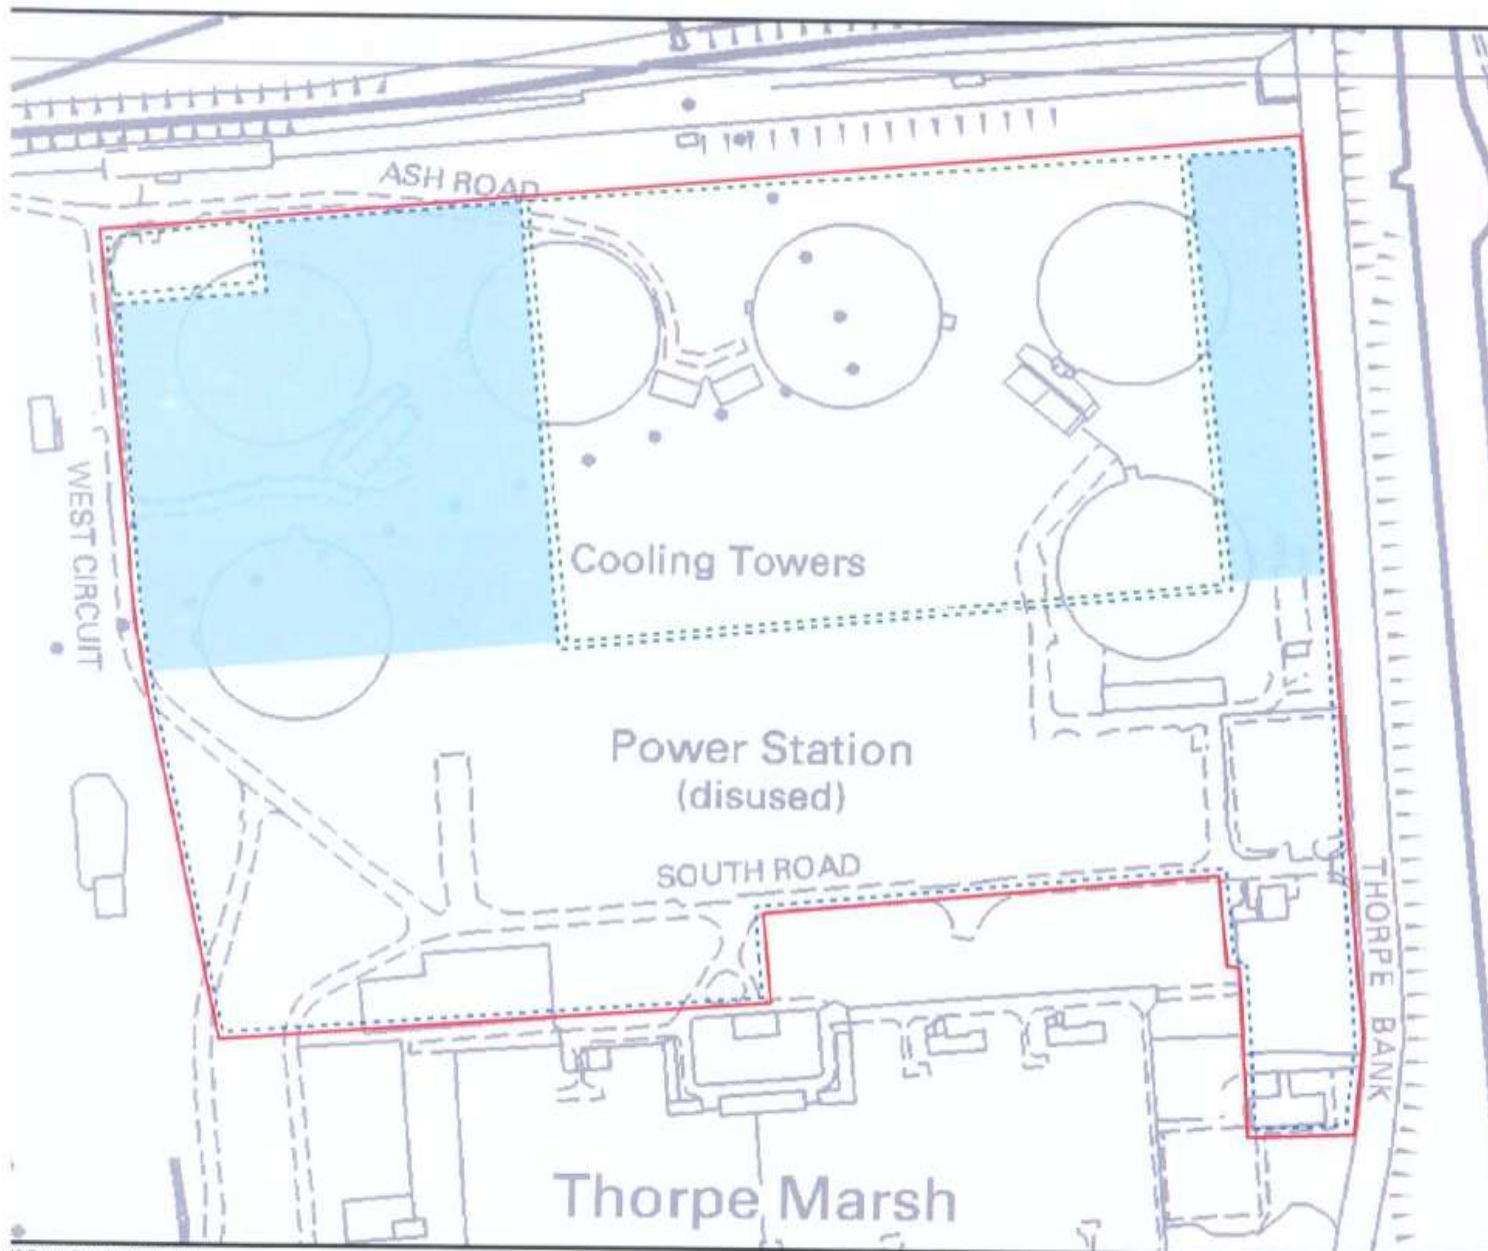 ASH ROAD
WEST CIRCUIT
Cooling Towers
Power Station
(disused)
SOUTH ROAD
THORPE BANK
Thorpe Marsh